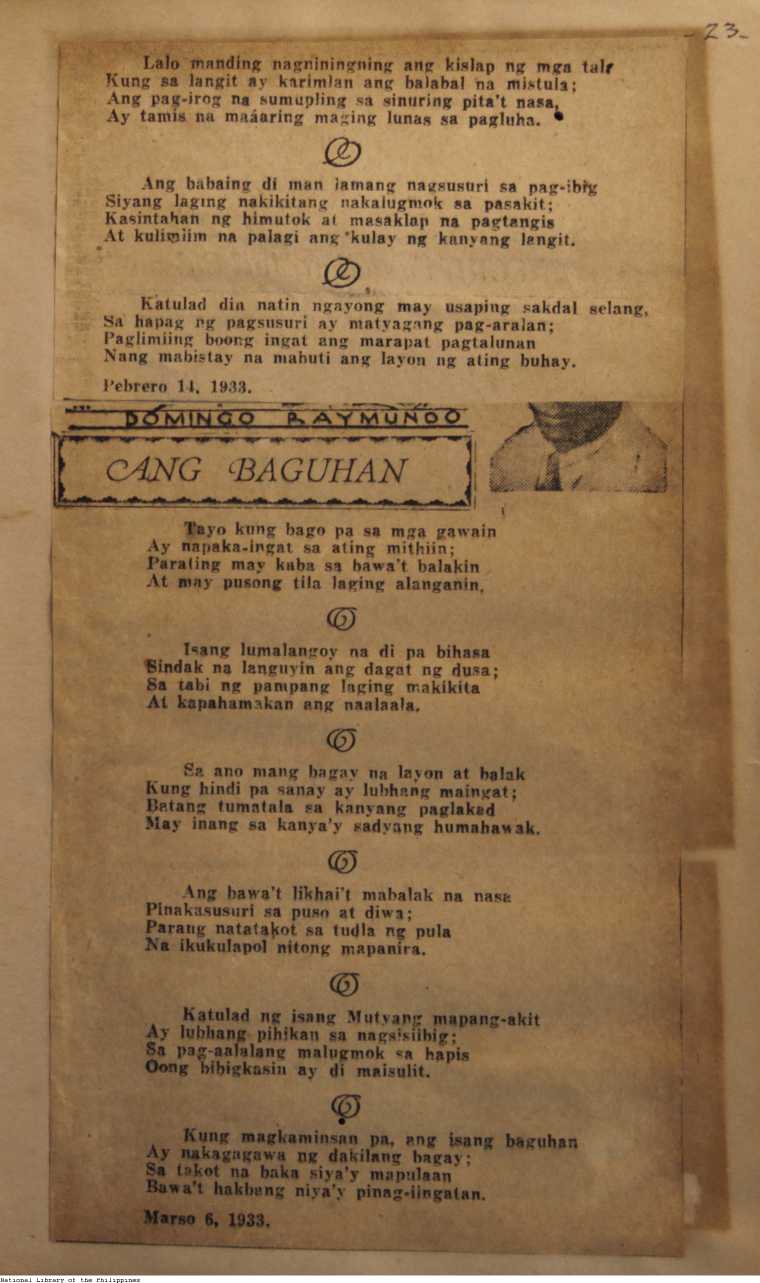 - 23 -
Lalo manding nagniningning ang kislap ng mga tala
Kung sa langit ay karimlan ang balabal na mistula;
Ang pag-irog na sumupling sa sinuring pita't nasa,
Ay tamis na maáaring maging lunas sa pagluha.
Ang babaing di man lamang nagsusuri sa pag-ibig
Siyang laging nakikitang nakalugmok sa pasakit;
Kasintahan ng himutok at masaklap na pagtangis
At kulimlim na palagi ang kulay ng kanyang langit.
Katulad din natin ngayong may usaping sakdal selang,
Sa hapag ng pagsusuri ay matyagang pag-aralan;
Paglimiing boong ingat ang marapat pagtalunan
Nang mabistay na mabuti ang layon ng ating buhay.
Pebrero 14, 1933.
DOMINGO RAYMUNDO
ANG BAGUHAN
Tayo kung bago pa sa mga gawain
Ay napaka-ingat sa ating mithiin;
Parating may kaba sa bawa't balakin
At may pusong tila laging alanganin,
Isang lumalangoy na di pa bihasa
Sindak na languyin ang dagat ng dusa;
Sa tabi ng pampang laging makikita
At kapahamakan ang naalaala.
Sa ano mang bagay na layon at balak
Kung hindi pa sanay ay lubhang maingat;
Batang tumatala sa kanyang paglakad
May inang sa kanya'y sadyang humahawak.
Ang bawa't likhai't mabalak na nasa
Pinakasusuri sa puso at diwa;
Parang natatakot sa tudla ng pula
Na ikukulapol nitong mapanira.
Katulad ng isang Mutyang mapang-akit
Ay lubhang pihikan sa nagsisiibig;
Sa pag-aalalang malugmok sa hapis
Oong bibigkasin ay di maisulit.
Kung magkaminsan pa, ang isang baguhan
Ay nakagagawa ng dakilang bagay;
Sa takot na baka siya'y mapulaan
Bawa't hakbang niya'y pinag-iingatan.
Marso 6, 1933.
National Library of the Philippines